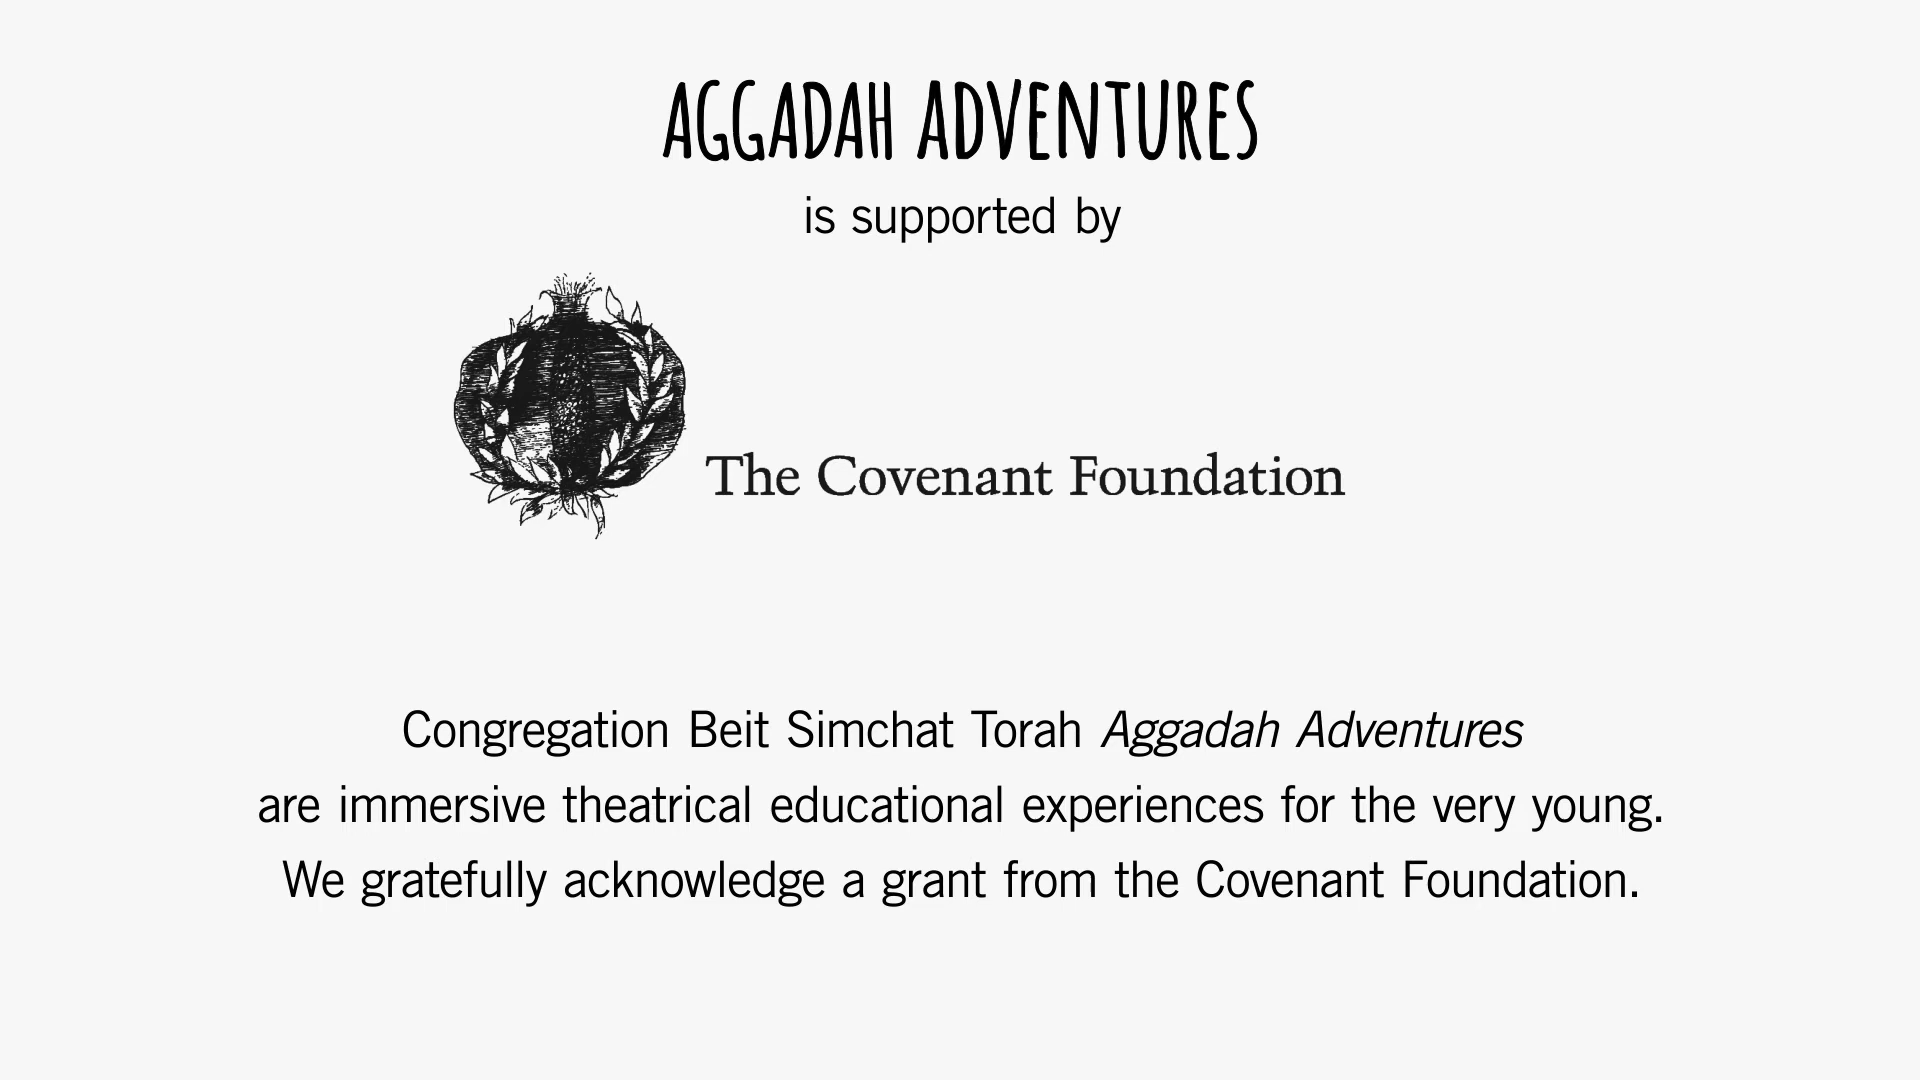 AGGADAH ADVENTURES
is supported by
The Covenant Foundation
Congregation Beit Simchat Torah Aggadah Adventures
are immersive theatrical educational experiences for the very young.
We gratefully acknowledge a grant from the Covenant Foundation.